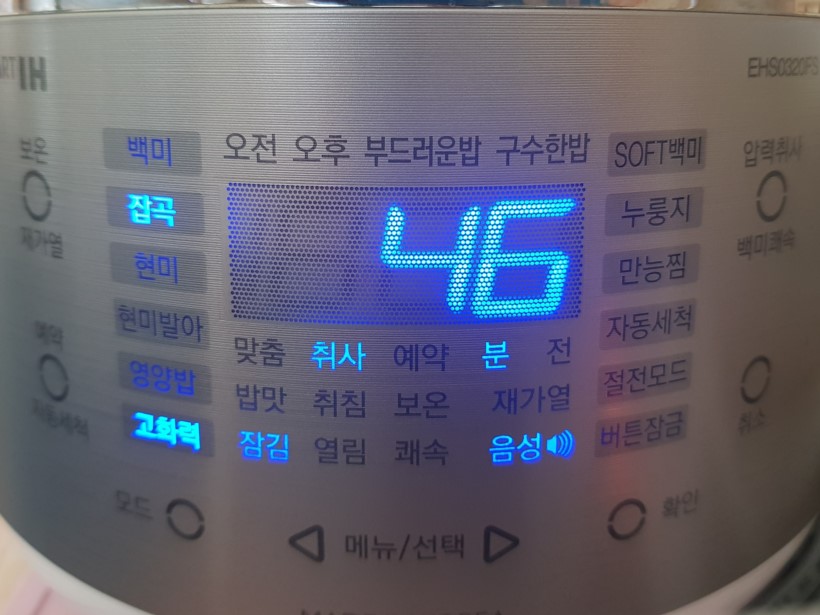 IH
EHS0320FS
오전 오후 부드러운밥 구수한밥
보온
재가열
예약
자동세척
백미
잡곡
현미
현미발아
영양밥
고화력
46
맞춤 취사 예약 분 전
밥맛 취침 보온 재가열
잠김 열림 쾌속 음성
SOFT백미
누룽지
만능찜
자동세척
절전모드
버튼잠금
압력취사
백미쾌속
취소
모드
메뉴/선택
확인